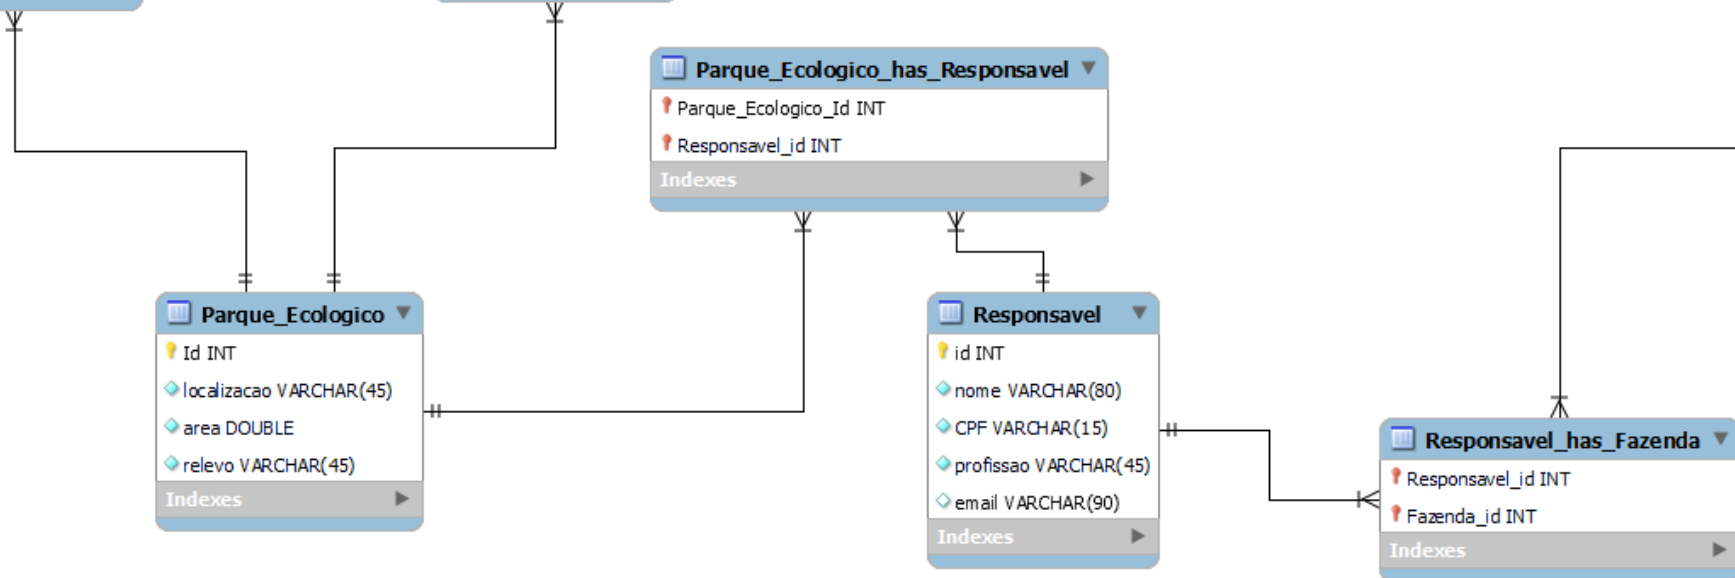 Parque_Ecologico_has_Responsavel
Parque_Ecologico_Id INT
Responsavel_id INT
Indexes
Parque_Ecologico
Id INT
localizacao VARCHAR(45)
area DOUBLE
relevo VARCHAR(45)
Indexes
Responsavel
id INT
nome VARCHAR(80)
CPF VARCHAR(15)
profissao VARCHAR(45)
email VARCHAR(90)
Indexes
Responsavel_has_Fazenda
Responsavel_id INT
Fazenda_id INT
Indexes